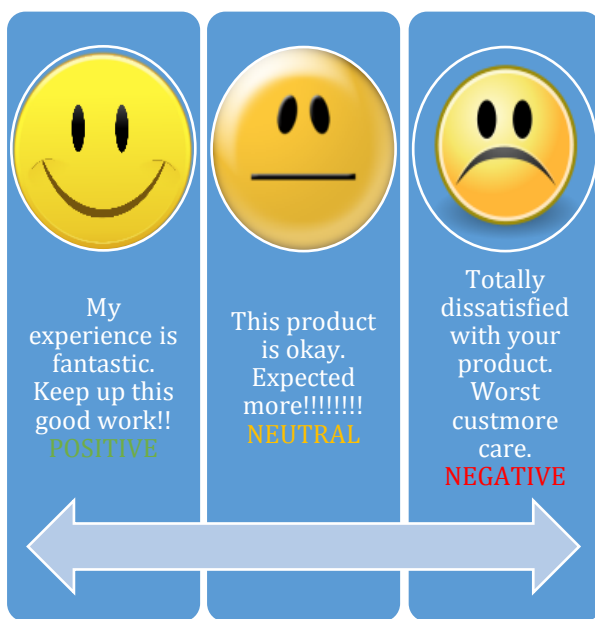 My
experience is
fantastic.
Keep up this
good work!!
POSITIVE
This product
is okay.
Expected
more!!!!!!!!
NEUTRAL
Totally
dissatisfied
with your
product.
Worst
custmore
care.
NEGATIVE